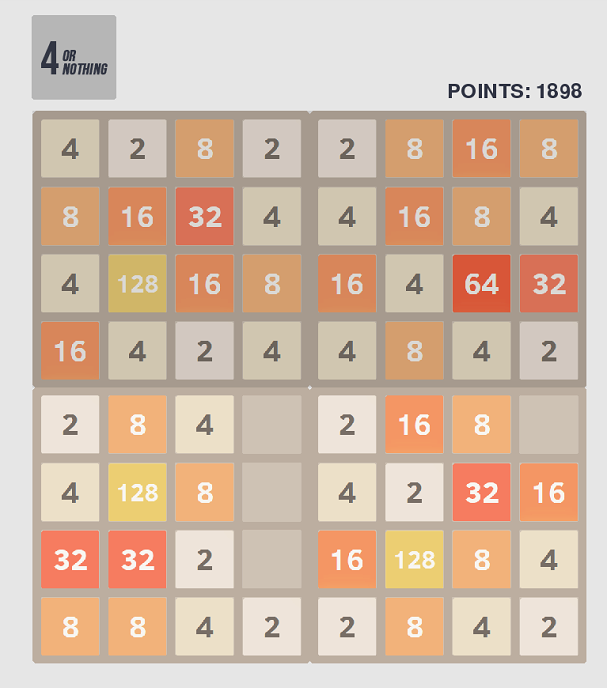 4 OR NOTHING
POINTS: 1898
4 2 8 2 2 8 16 8
8 16 32 4 4 16 8 4
4 128 16 8 16 4 64 32
16 4 2 4 4 8 4 2
2 8 4 2 16 8
4 128 8 4 2 32 16
32 32 2 16 128 8 4
8 8 4 2 2 8 4 2